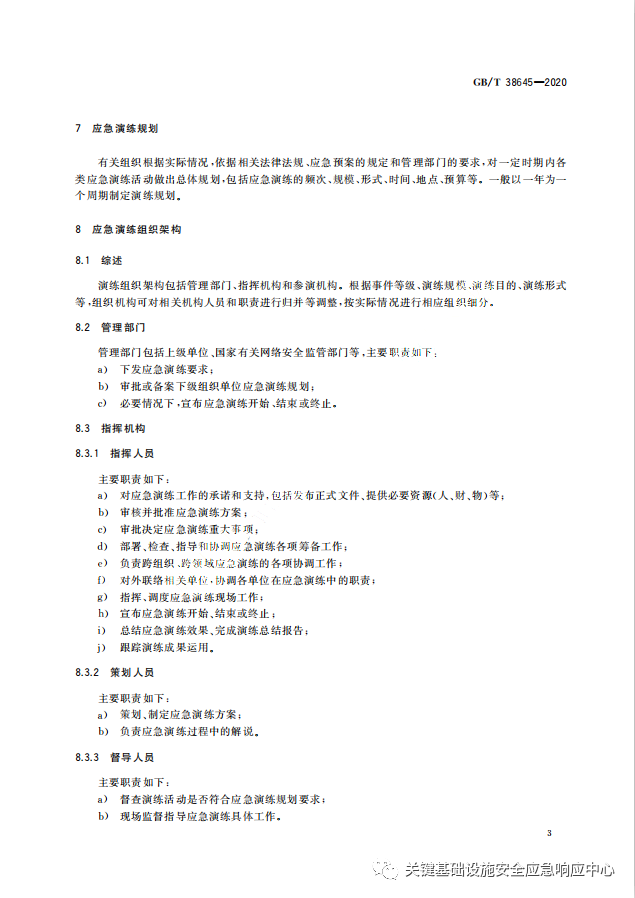 GB/T 38645—2020
7 应急演练规划
有关组织根据实际情况,依据相关法律法规、应急预案的规定和管理部门的要求,对一定时期内各
类应急演练活动做出总体规划,包括应急演练的频次、规模、形式、时间、地点、预算等。一般以一年为一
个周期制定演练规划。
8 应急演练组织架构
8.1 综述
演练组织架构包括管理部门、指挥机构和参演机构。根据事件等级、演练规模、演练目的、演练形式
等,组织机构可对相关机构人员和职责进行归并等调整,按实际情况进行相应组织细分。
8.2 管理部门
管理部门包括上级单位、国家有关网络安全监管部门等,主要职责如下:
a) 下发应急演练要求;
b) 审批或备案下级组织单位应急演练规划;
c) 必要情况下,宣布应急演练开始、结束或终止。
8.3 指挥机构
8.3.1 指挥人员
主要职责如下:
a) 对应急演练工作的承诺和支持,包括发布正式文件、提供必要资源(人、财、物)等;
b) 审核并批准应急演练方案;
c) 审批决定应急演练重大事项;
d) 部署、检查、指导和协调应急演练各项筹备工作;
e) 负责跨组织、跨领域应急演练的各项协调工作;
f) 对外联络相关单位,协调各单位在应急演练中的职责;
g) 指挥、调度应急演练现场工作;
h) 宣布应急演练开始、结束或终止;
i) 总结应急演练效果、完成演练总结报告;
j) 跟踪演练成果运用。
8.3.2 策划人员
主要职责如下:
a) 策划、制定应急演练方案;
b) 负责应急演练过程中的解说。
8.3.3 督导人员
主要职责如下:
a) 督查演练活动是否符合应急演练规划要求;
b) 现场监督指导应急演练具体工作。
3
关键基础设施安全应急响应中心